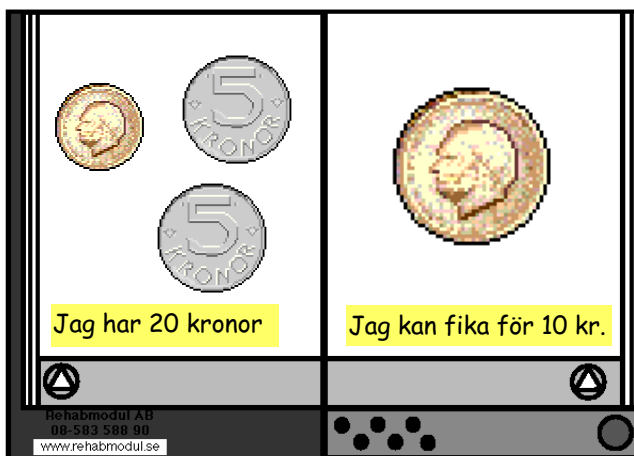 5
KRONOR
5
KRONOR
Jag har 20 kronor
Jag kan fika för 10 kr.
Rehabmodul AB
08-583 588 90
www.rehabmodul.se